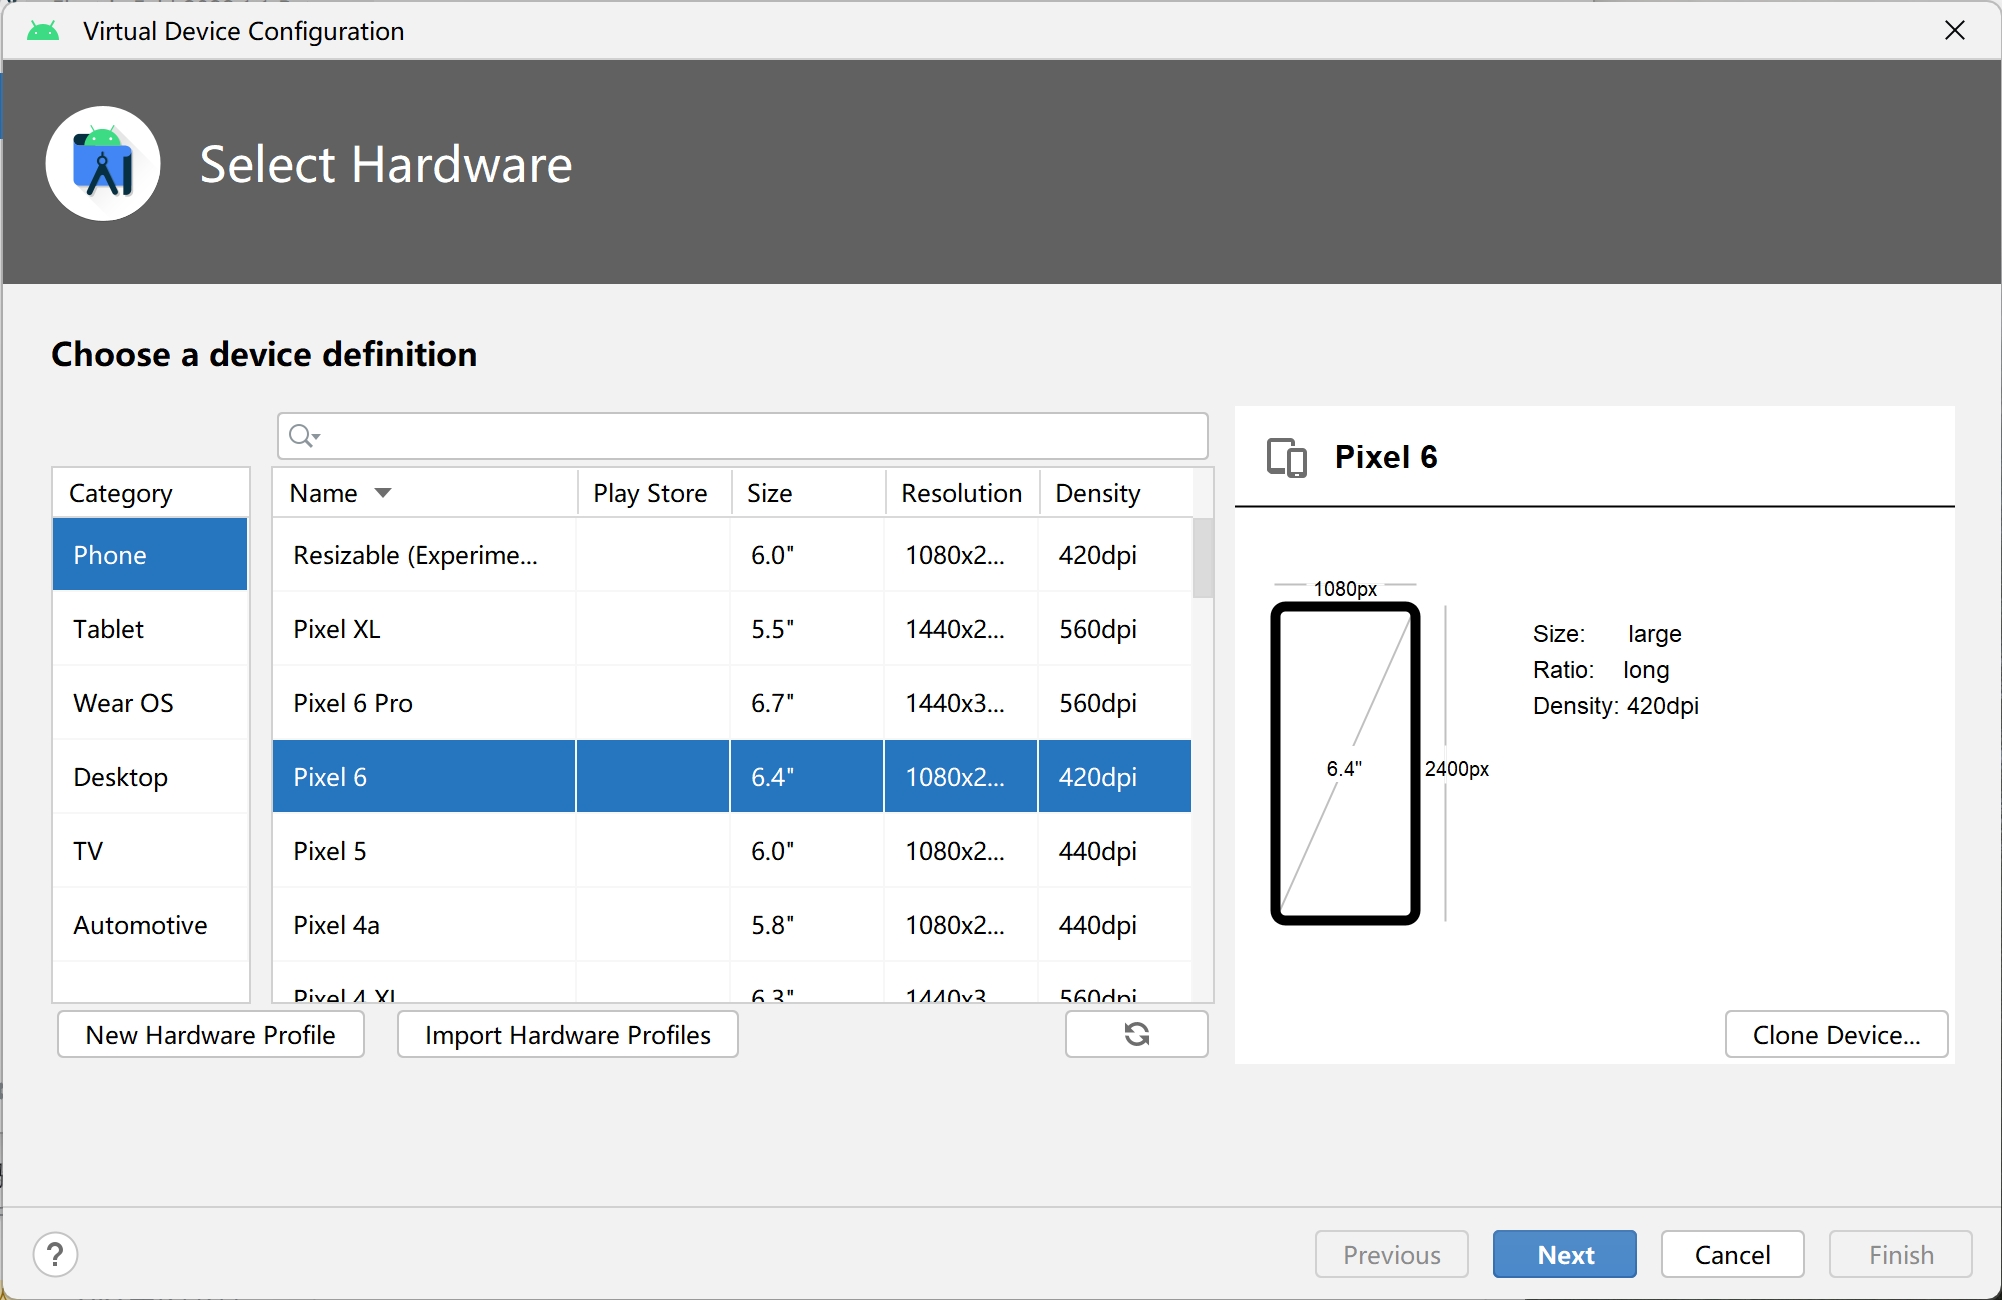 Virtual Device Configuration
Select Hardware
Choose a device definition
Category
Phone
Tablet
Wear OS
Desktop
TV
Automotive
Name Play Store Size Resolution Density
Resizable (Experime... 6.0" 1080x2... 420dpi
Pixel XL 5.5" 1440x2... 560dpi
Pixel 6 Pro 6.7" 1440x3... 560dpi
Pixel 6 6.4" 1080x2... 420dpi
Pixel 5 6.0" 1080x2... 440dpi
Pixel 4a 5.8" 1080x2... 440dpi
Pixel 4 XL 6.3" 1440x3 560dpi
New Hardware Profile Import Hardware Profiles
Pixel 6
1080px
6.4"
2400px
Size: large
Ratio: long
Density: 420dpi
Clone Device...
? Previous Next Cancel Finish